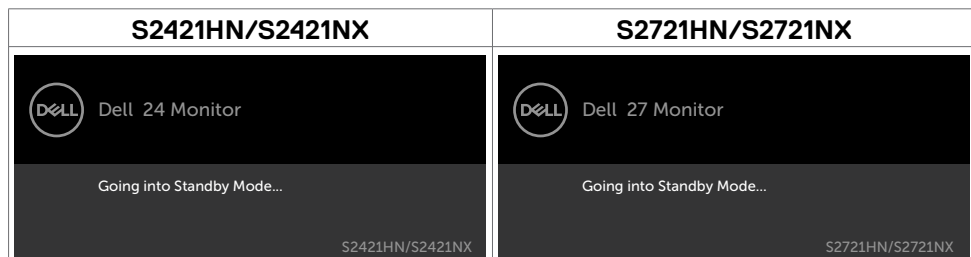 S2421HN/S2421NX
S2721HN/S2721NX
DELL
Dell 24 Monitor
Going into Standby Mode...
S2421HN/S2421NX
DELL
Dell 27 Monitor
Going into Standby Mode...
S2721HN/S2721NX